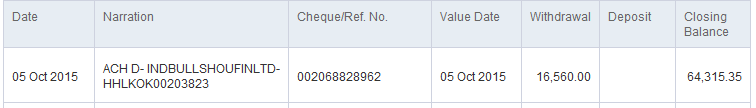 Date Narration Cheque/Ref. No. Value Date Withdrawal Deposit Closing
Balance
05 Oct 2015 ACH D- INDBULLSHOUFINLTD-
HHLKOK00203823 002068828962 05 Oct 2015 16,560.00 64,315.35